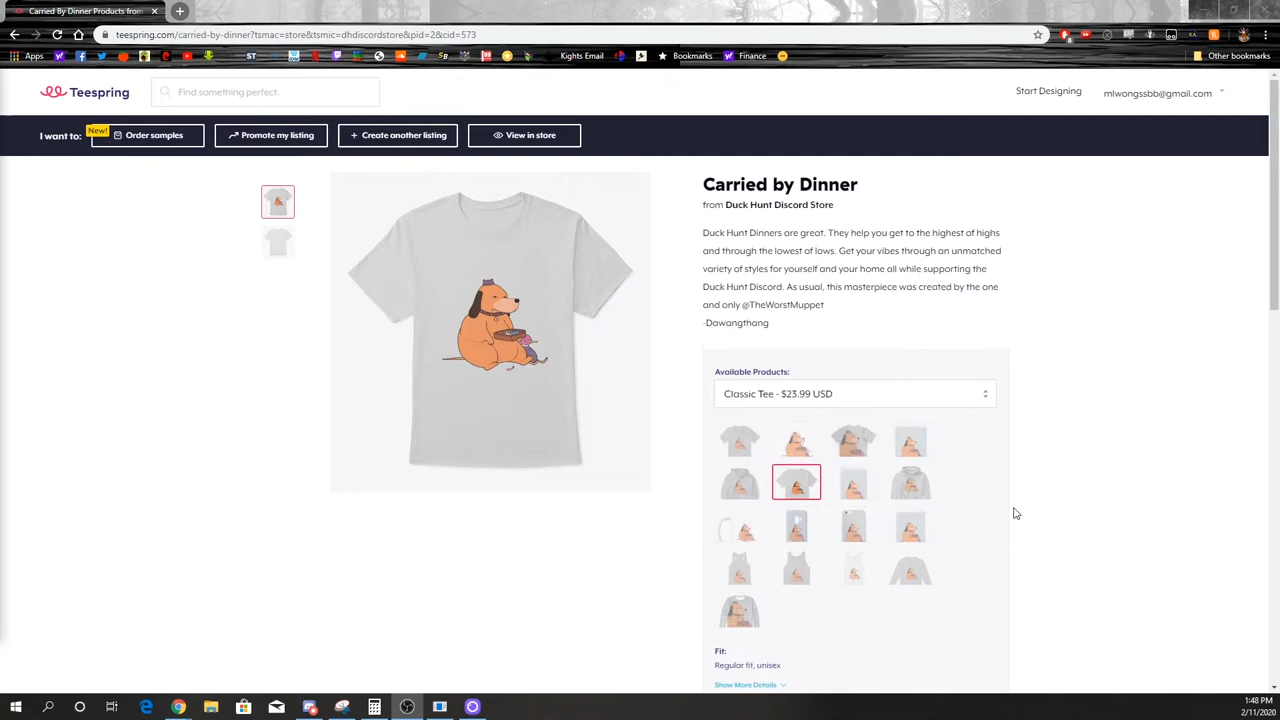 Carried By Dinner Products from
teespring.com/carried-by-dinner?tsmac=store&tsmic=dhdiscordstore&pid=2&cid=573
Apps
Kights Email
Bookmarks
Finance
Other bookmarks
Teespring
Find something perfect.
Start Designing
mlwongssbb@gmail.com
I want to:
New!
Order samples
Promote my listing
+ Create another listing
View in store
Carried by Dinner
from Duck Hunt Discord Store
Duck Hunt Dinners are great. They help you get to the highest of highs
and through the lowest of lows. Get your vibes through an unmatched
variety of styles for yourself and your home all while supporting the
Duck Hunt Discord. As usual, this masterpiece was created by the one
and only @TheWorstMuppet
-Dawangthang
Available Products:
Classic Tee - $23.99 USD
Fit:
Regular fit, unisex
Show More Details
1:48 PM
2/11/2020